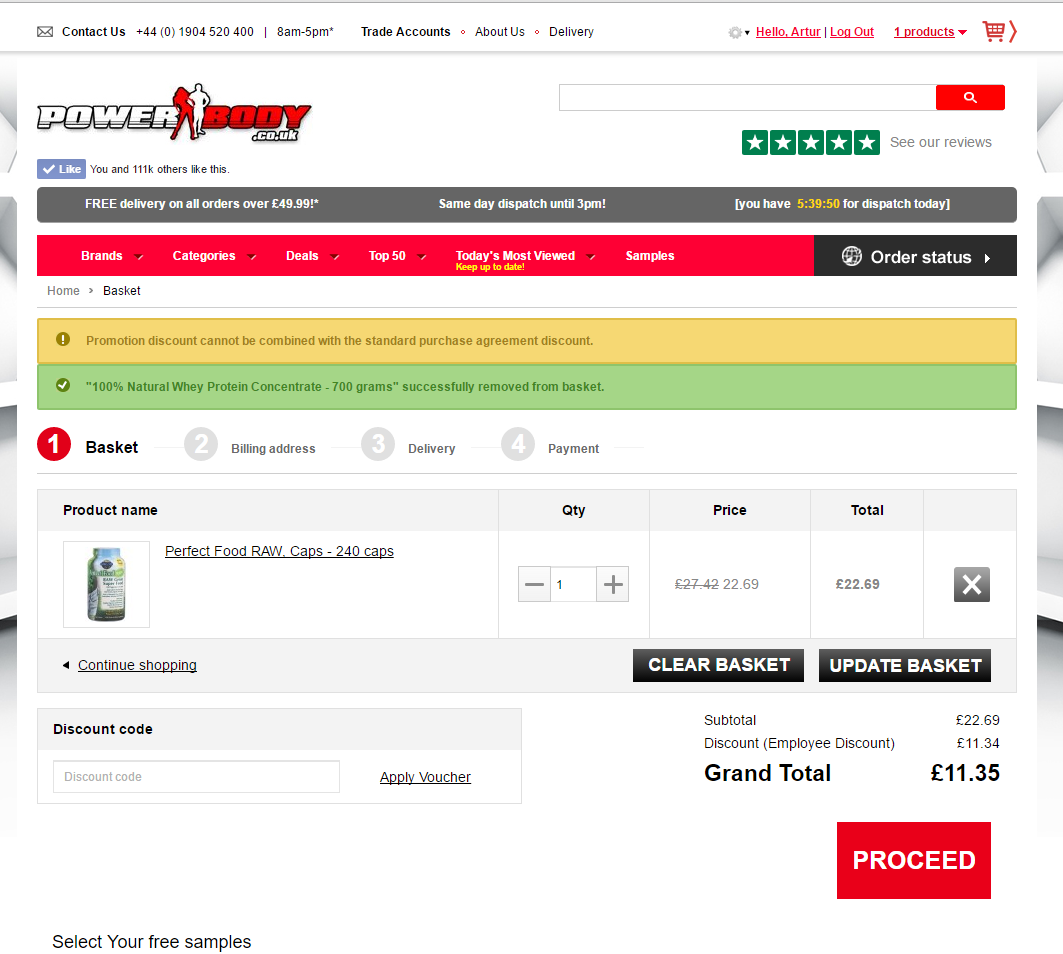 Contact Us +44 (0) 1904 520 400 | 8am-5pm* Trade Accounts About Us Delivery Hello, Artur | Log Out 1 products
POWER BODY
.co.uk
See our reviews
Like You and 111k others like this.
FREE delivery on all orders over £49.99!* Same day dispatch until 3pm! [you have 5:39:50 for dispatch today]
Brands Categories Deals Top 50 Today's Most Viewed Samples Order status
Keep up to date!
Home > Basket
Promotion discount cannot be combined with the standard purchase agreement discount.
"100% Natural Whey Protein Concentrate - 700 grams" successfully removed from basket.
1 Basket 2 Billing address 3 Delivery 4 Payment
Product name Qty Price Total
Perfect Food RAW, Caps - 240 caps
1 £27.42 22.69 £22.69
Continue shopping CLEAR BASKET UPDATE BASKET
Discount code
Discount code Apply Voucher
Subtotal £22.69
Discount (Employee Discount) £11.34
Grand Total £11.35
PROCEED
Select Your free samples